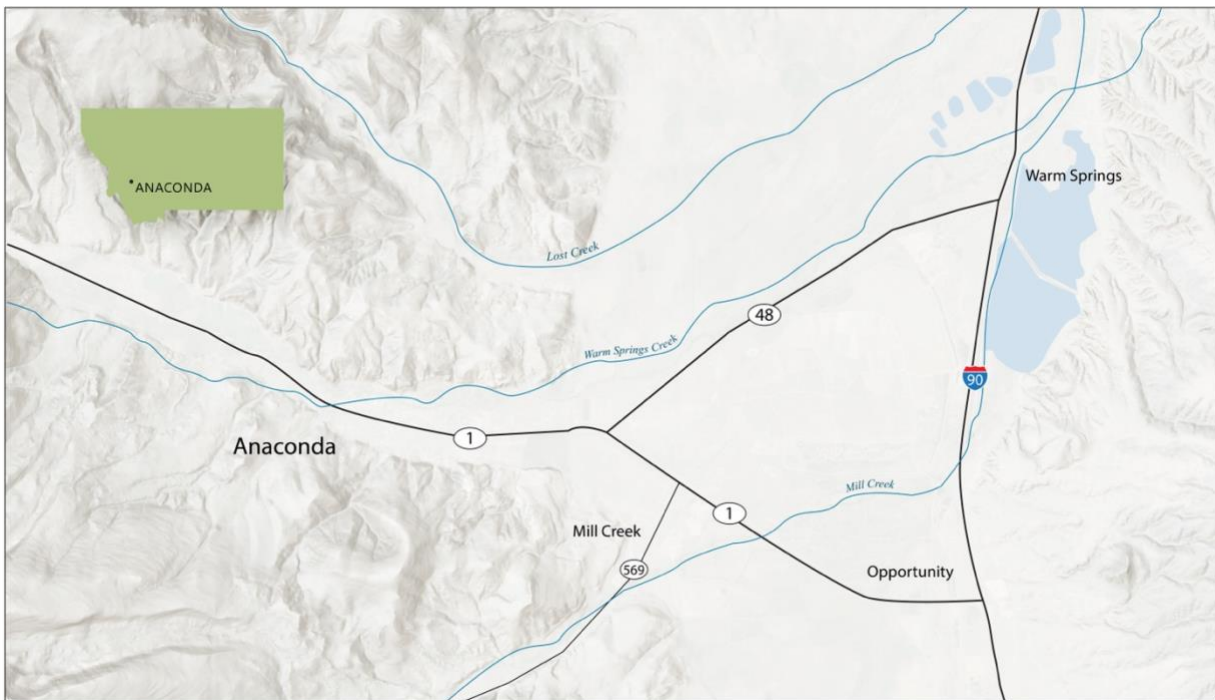 ANACONDA
Warm Springs
Lost Creek
48
Warm Springs Creek
90
1
Anaconda
Mill Creek
1
Mill Creek
569
Opportunity